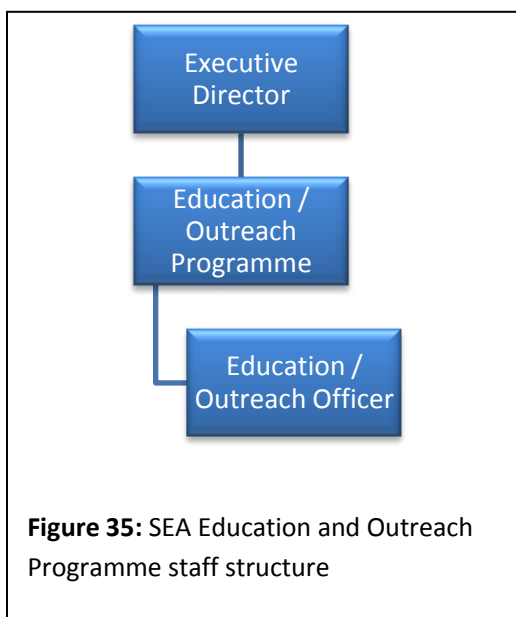 Executive
Director
Education /
Outreach
Programme
Education /
Outreach Officer
Figure 35: SEA Education and Outreach
Programme staff structure